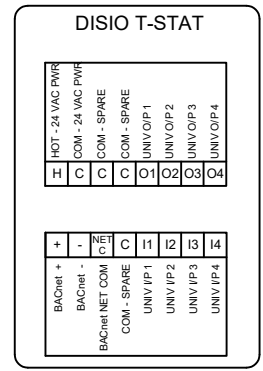 DISIO T-STAT
HOT - 24 VAC PWR
COM - 24 VAC PWR
COM - SPARE
COM - SPARE
UNIV O/P 1
UNIV O/P 2
UNIV O/P 3
UNIV O/P 4
H C C C O1 O2 O3 O4
+ - NET C C I1 I2 I3 I4
BACnet +
BACnet -
BACnet NET COM
COM - SPARE
UNIV I/P 1
UNIV I/P 2
UNIV I/P 3
UNIV I/P 4